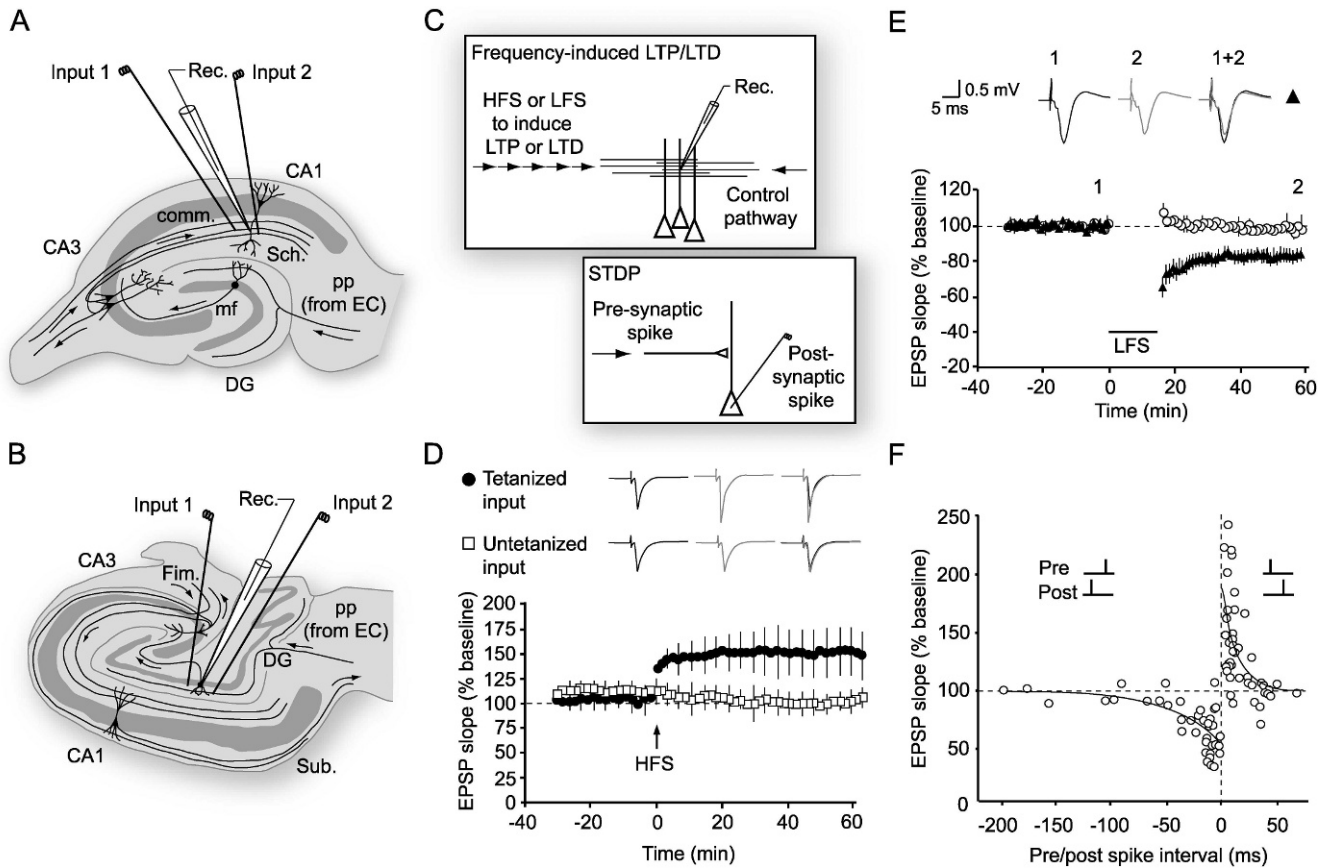 A
Input 1
Rec.
Input 2
CA1
comm.
CA3
Sch.
pp
(from EC)
mf
DG
B
Input 1
Rec.
Input 2
CA3
Fim.
pp
(from EC)
DG
CA1
Sub.
C
Frequency-induced LTP/LTD
Rec.
HFS or LFS
to induce
LTP or LTD
Control
pathway
STDP
Pre-synaptic
spike
Post-
synaptic
spike
D
Tetanized
input
Untetanized
input
EPSP slope (% baseline)
200
175
150
125
100
75
50
25
0
HFS
-40 -20 0 20 40 60
Time (min)
E
1 2 1+2
0.5 mV
5 ms
EPSP slope (% baseline)
120
100
-80
-60
-40
-20
1 2
LFS
-40 -20 0 20 40 60
Time (min)
F
EPSP slope (% baseline)
250
200
150
100
50
0
Pre
Post
-200 -150 -100 -50 0 50
Pre/post spike interval (ms)